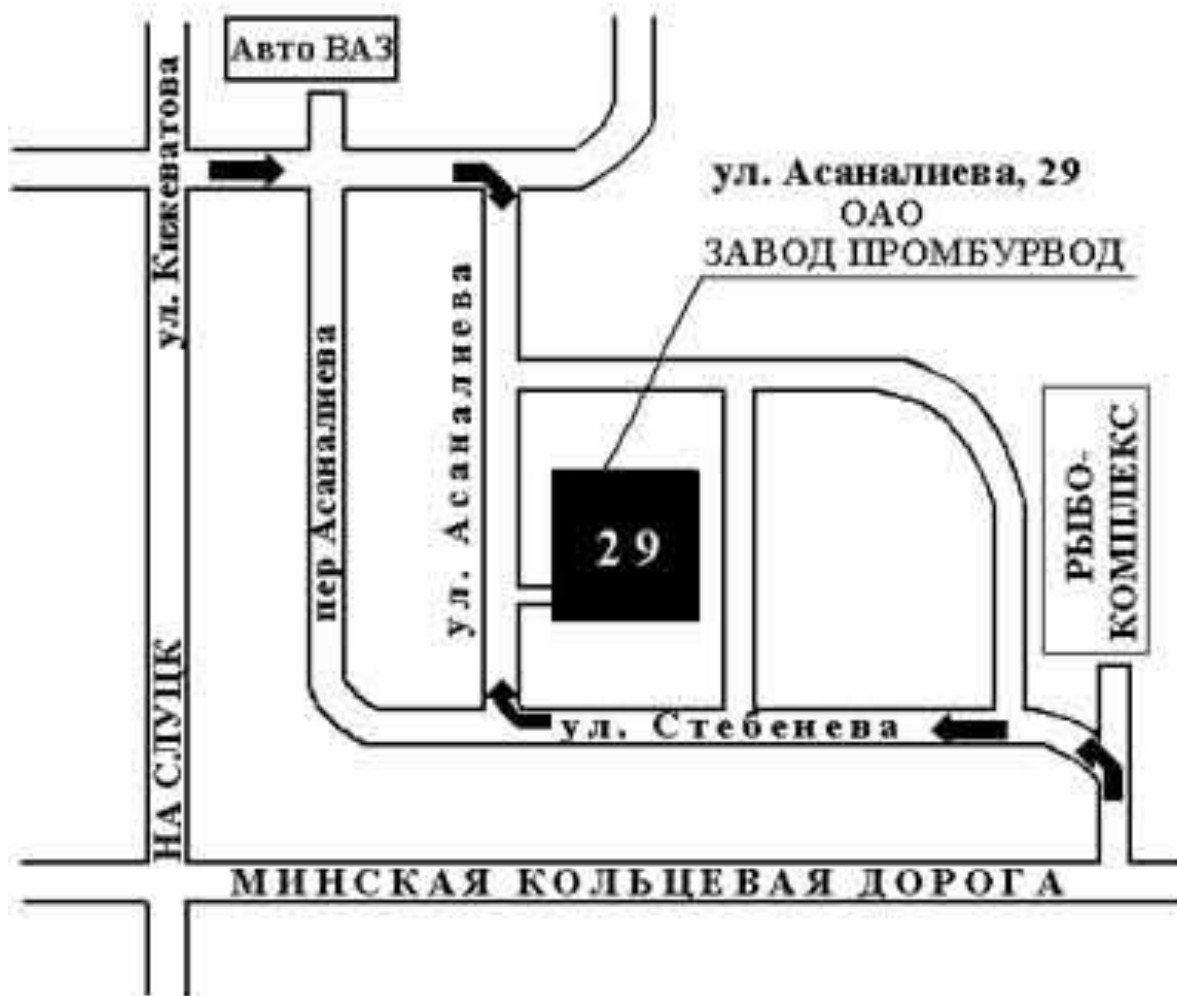 Авто ВАЗ
ул. Кижеватова
ул. Асаналиева, 29
ОАО
ЗАВОД ПРОМБУРВОД
пер Асаналиева
ул. Асаналиева
29
РЫБО-
КОМПЛЕКС
НА СЛУЦК
ул. Стебенева
МИНСКАЯ КОЛЬЦЕВАЯ ДОРОГА